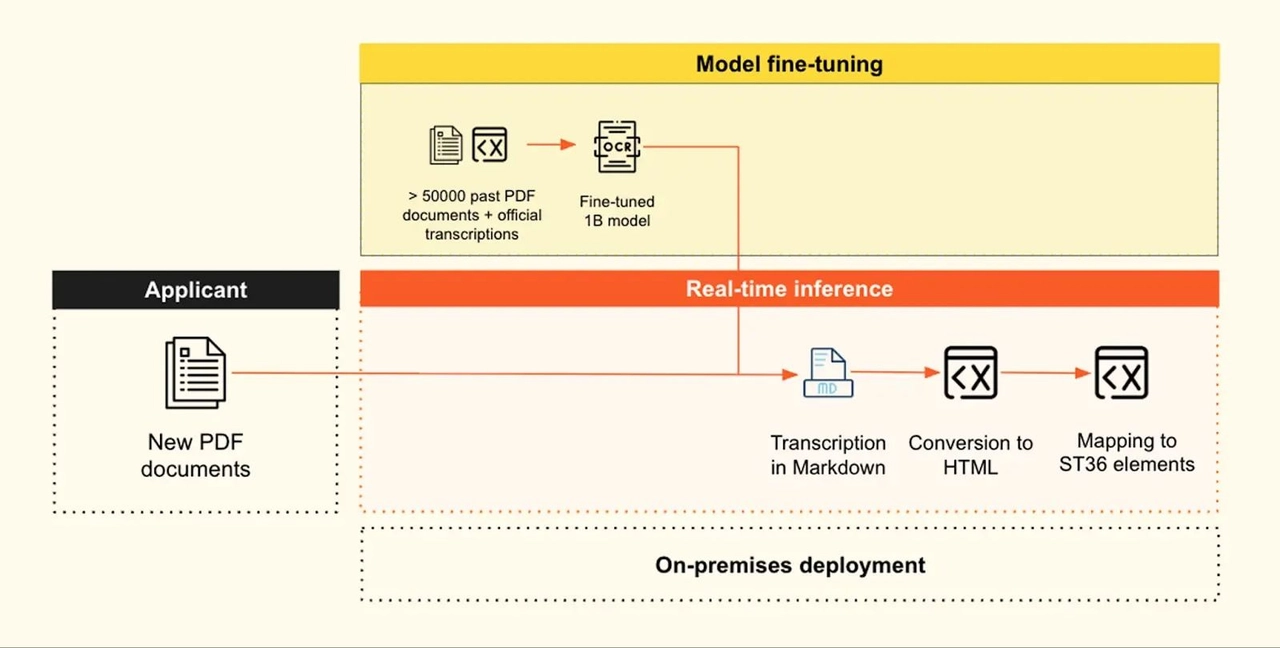 Model fine-tuning
OCR
> 50000 past PDF
documents + official
transcriptions
Fine-tuned
1B model
Applicant
New PDF
documents
Real-time inference
MD
Transcription
in Markdown
Conversion to
HTML
Mapping to
ST36 elements
On-premises deployment